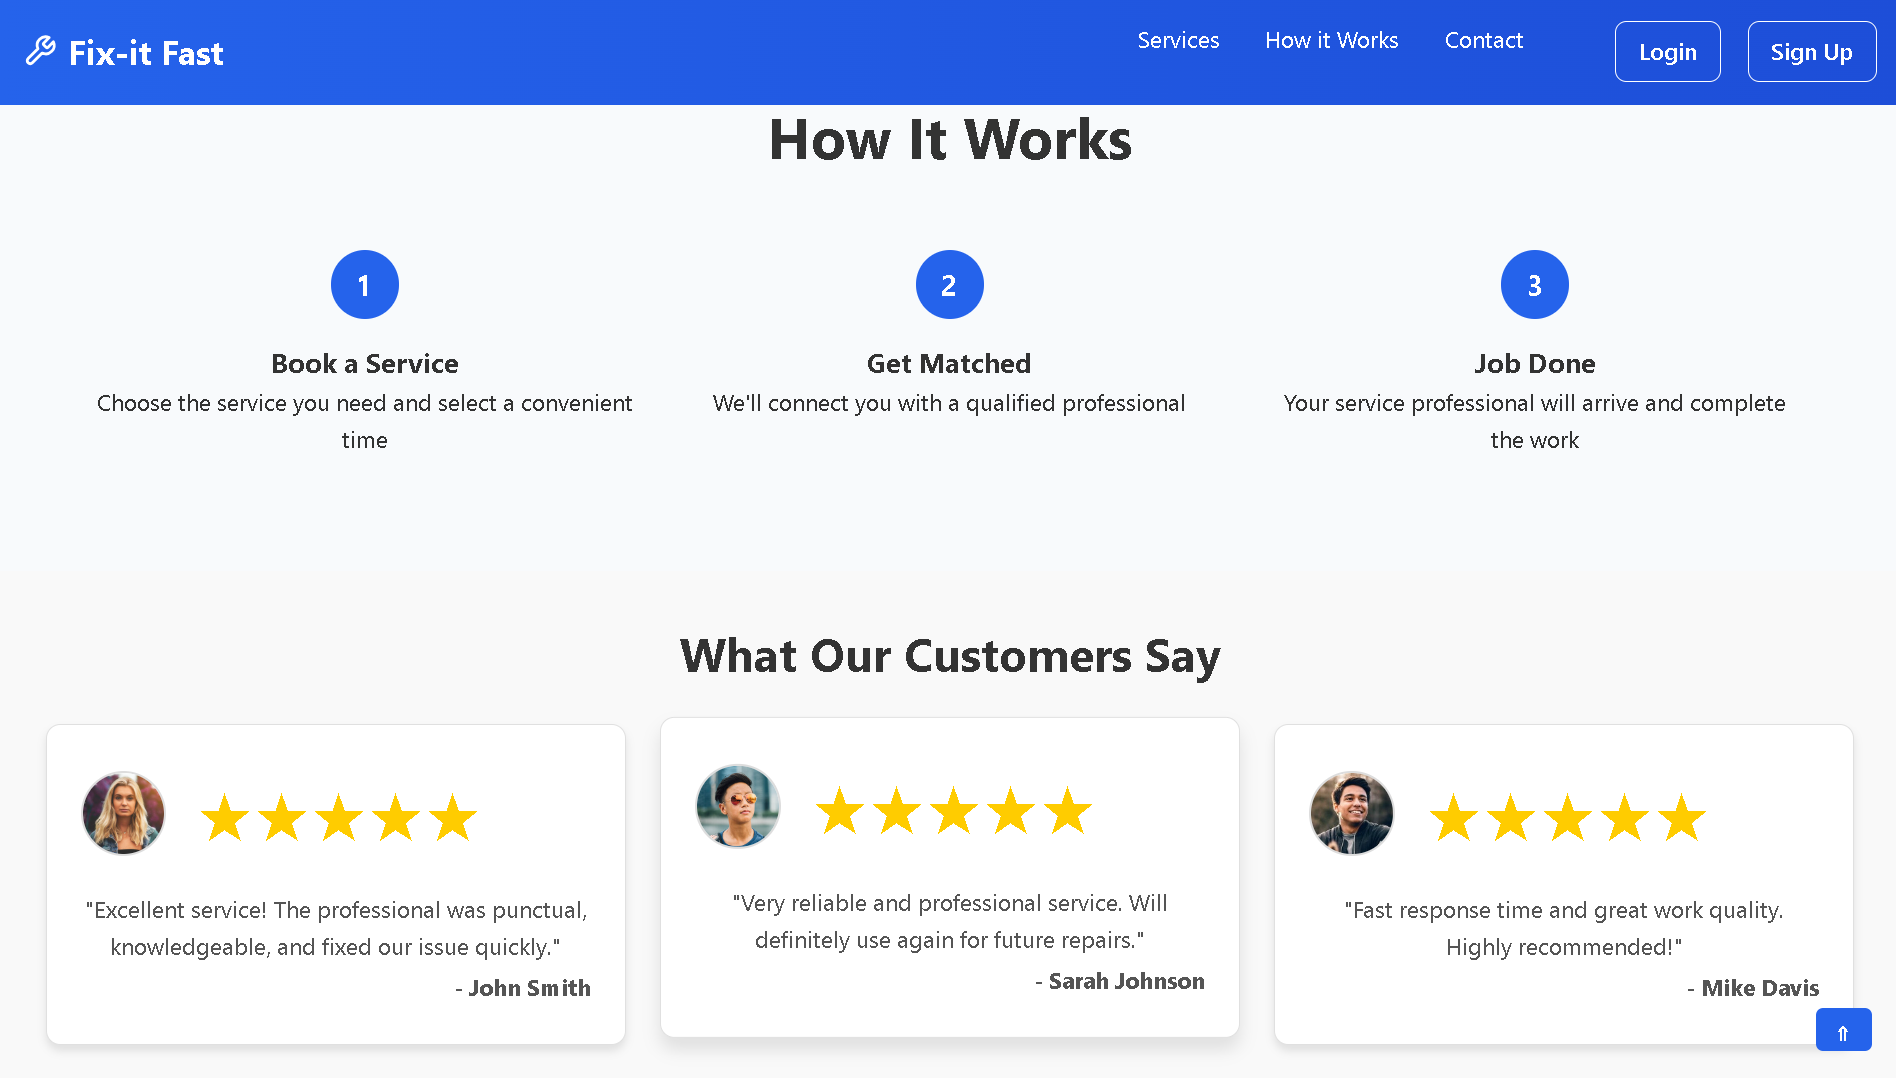 Fix-it Fast
Services
How it Works
Contact
Login
Sign Up
How It Works
1
Book a Service
Choose the service you need and select a convenient
time
2
Get Matched
We'll connect you with a qualified professional
3
Job Done
Your service professional will arrive and complete
the work
What Our Customers Say
"Excellent service! The professional was punctual,
knowledgeable, and fixed our issue quickly."
- John Smith
"Very reliable and professional service. Will
definitely use again for future repairs."
- Sarah Johnson
"Fast response time and great work quality.
Highly recommended!"
- Mike Davis
⇑